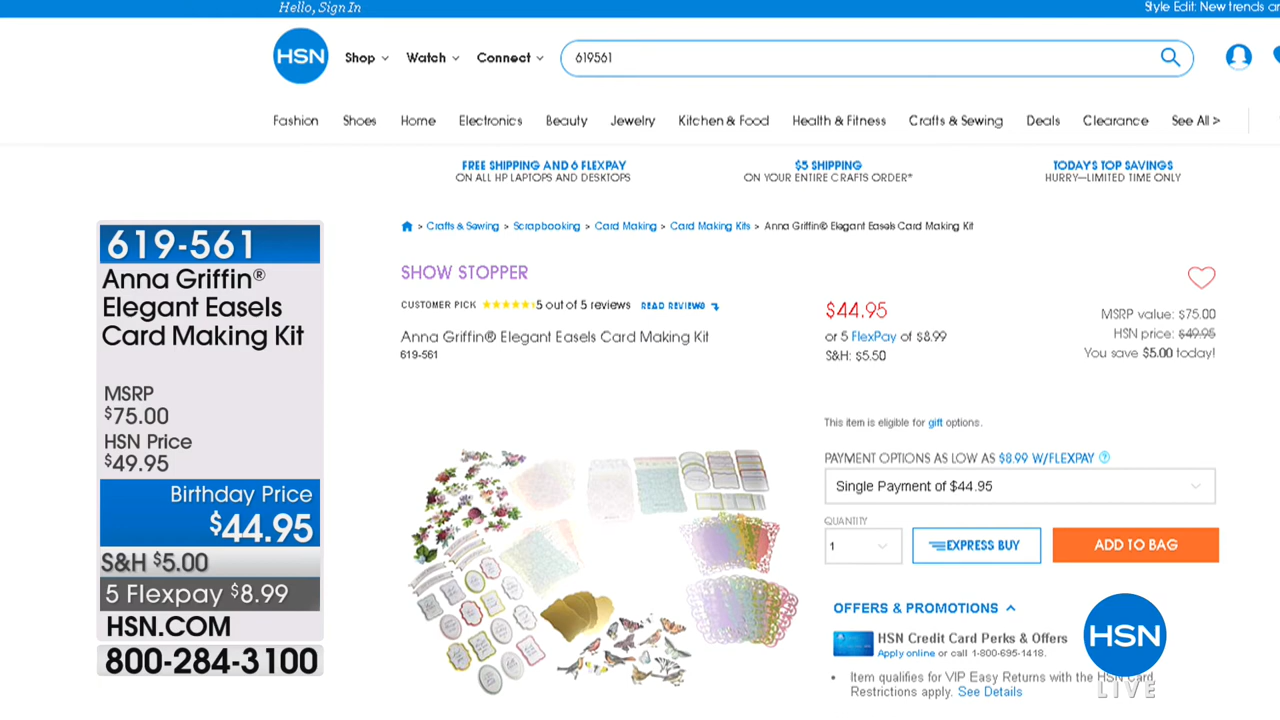 Hello, Sign In
Style Edit: New trends
HSN
Shop
Watch
Connect
619561
Fashion
Shoes
Home
Electronics
Beauty
Jewelry
Kitchen & Food
Health & Fitness
Crafts & Sewing
Deals
Clearance
See All >
FREE SHIPPING AND 6 FLEXPAY
ON ALL HP LAPTOPS AND DESKTOPS
$5 SHIPPING
ON YOUR ENTIRE CRAFTS ORDER*
TODAY'S TOP SAVINGS
HURRY—LIMITED TIME ONLY
619-561
Anna Griffin®
Elegant Easels
Card Making Kit
MSRP
$75.00
HSN Price
$49.95
Birthday Price
$44.95
S&H $5.00
5 Flexpay $8.99
HSN.COM
800-284-3100
> Crafts & Sewing > Scrapbooking > Card Making > Card Making Kits > Anna Griffin® Elegant Easels Card Making Kit
SHOW STOPPER
CUSTOMER PICK 5 out of 5 reviews READ REVIEWS
Anna Griffin® Elegant Easels Card Making Kit
619-561
$44.95
or 5 FlexPay of $8.99
S&H: $5.50
MSRP value: $75.00
HSN price: $49.95
You save $5.00 today!
This item is eligible for gift options.
PAYMENT OPTIONS AS LOW AS $8.99 W/FLEXPAY ?
Single Payment of $44.95
QUANTITY
1
EXPRESS BUY
ADD TO BAG
OFFERS & PROMOTIONS
HSN Credit Card Perks & Offers
Apply online or call 1-800-695-1418.
• Item qualifies for VIP Easy Returns with the HSN Card.
Restrictions apply. See Details
HSN
LIVE